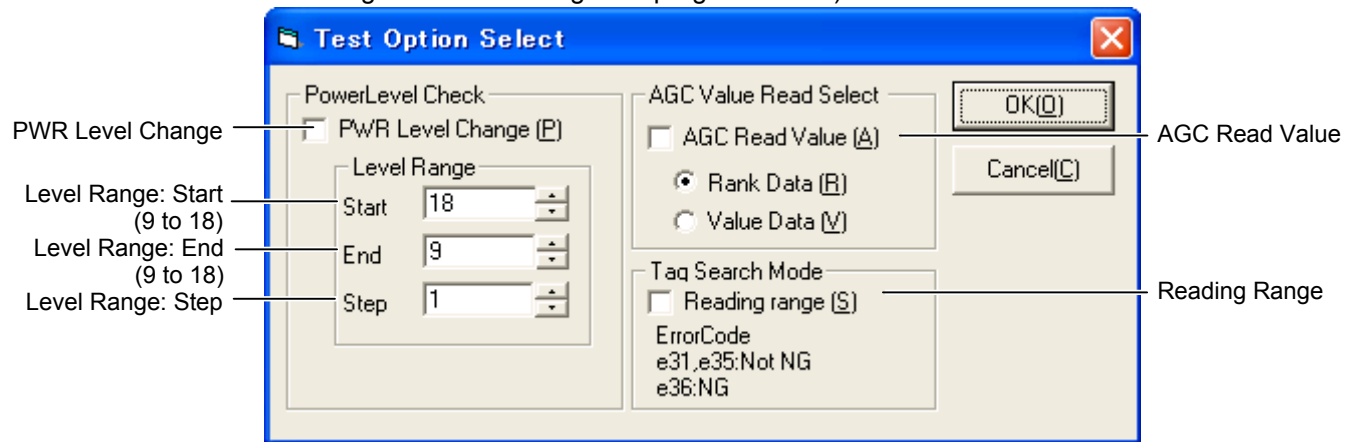 Test Option Select
PowerLevel Check
PWR Level Change (P)
Level Range
Start 18
End 9
Step 1
AGC Value Read Select
AGC Read Value (A)
Rank Data (R)
Value Data (V)
Tag Search Mode
Reading range (S)
ErrorCode
e31,e35:Not NG
e36:NG
OK(O)
Cancel(C)
PWR Level Change
Level Range: Start
(9 to 18)
Level Range: End
(9 to 18)
Level Range: Step
AGC Read Value
Reading Range